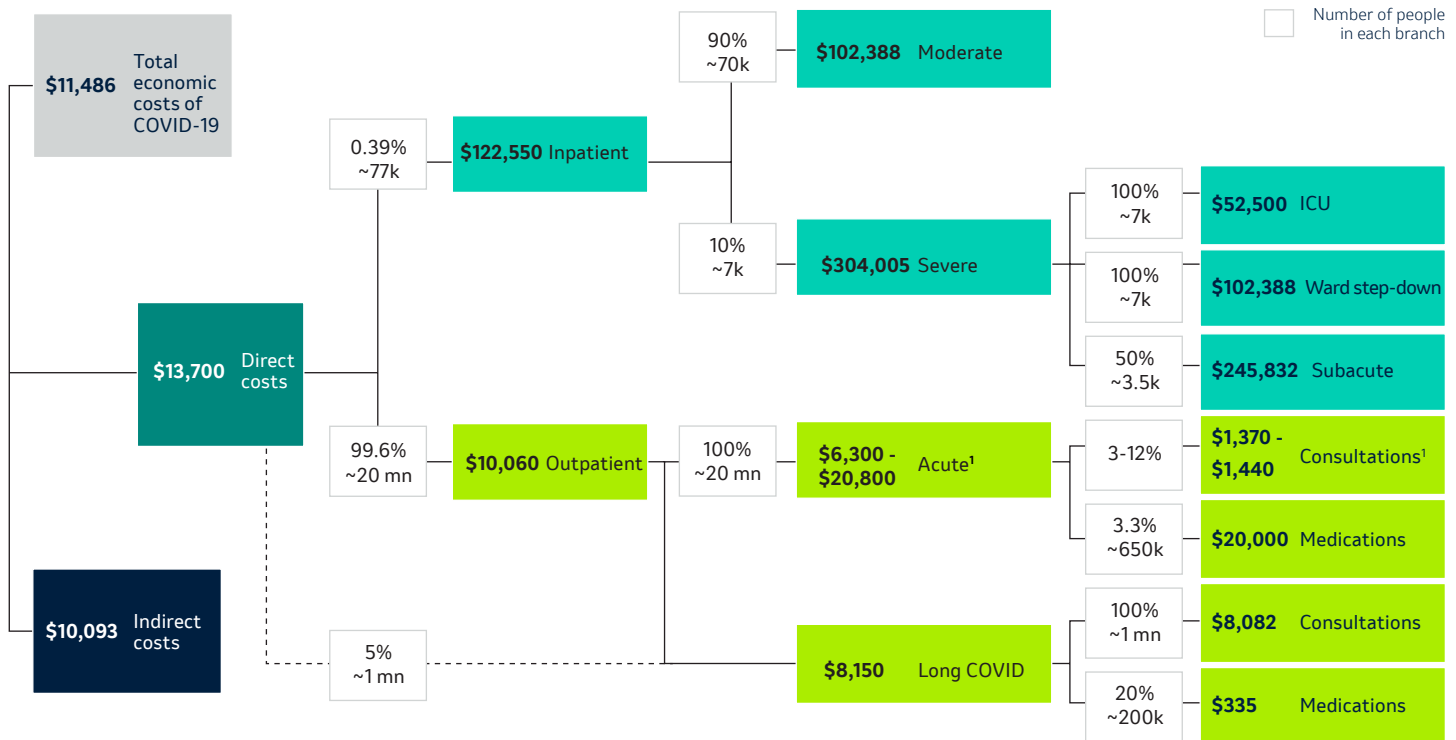 Number of people
in each branch
$11,486 Total
economic
costs of
COVID-19
$13,700 Direct
costs
$10,093 Indirect
costs
0.39%
~77k
$122,550 Inpatient
90%
~70k
$102,388 Moderate
10%
~7k
$304,005 Severe
100%
~7k
$52,500 ICU
100%
~7k
$102,388 Ward step-down
50%
~3.5k
$245,832 Subacute
99.6%
~20 mn
$10,060 Outpatient
100%
~20 mn
$6,300 -
$20,800 Acute¹
3-12%
$1,370 -
$1,440 Consultations¹
3.3%
~650k
$20,000 Medications
5%
~1 mn
$8,150 Long COVID
100%
~1 mn
$8,082 Consultations
20%
~200k
$335 Medications